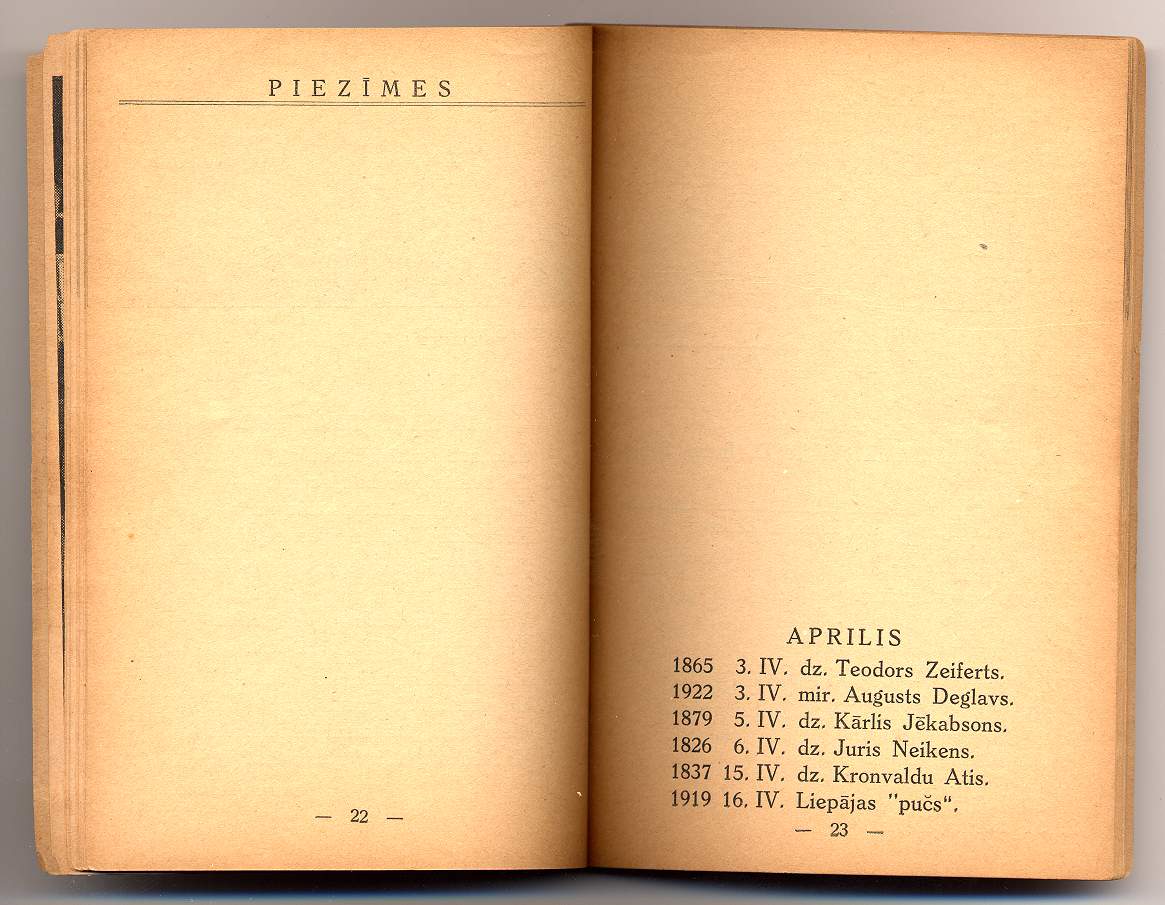 PIEZĪMES
— 22 —
APRILIS
1865 3. IV. dz. Teodors Zeiferts.
1922 3. IV. mir. Augusts Deglavs.
1879 5. IV. dz. Kārlis Jēkabsons.
1826 6. IV. dz. Juris Neikens.
1837 15. IV. dz. Kronvaldu Atis.
1919 16. IV. Liepājas "pučs“.
— 23 —